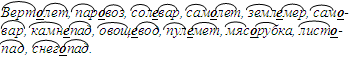 Вертолет, паровоз, солевар, самолет, землемер, само-
вар, камнепад, овощевод, пулемет, мясорубка, листо-
пад, снегопад.